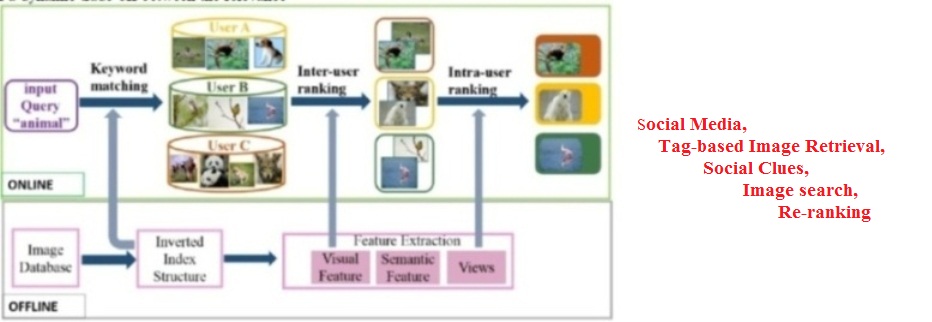 User A
Keyword
matching
Inter-user
ranking
Intra-user
ranking
input
Query
"animal"
User B
User C
ONLINE
Social Media,
Tag-based Image Retrieval,
Social Clues,
Image search,
Re-ranking
Image
Database
Inverted
Index
Structure
Feature Extraction
Visual
Feature
Semantic
Feature
Views
OFFLINE